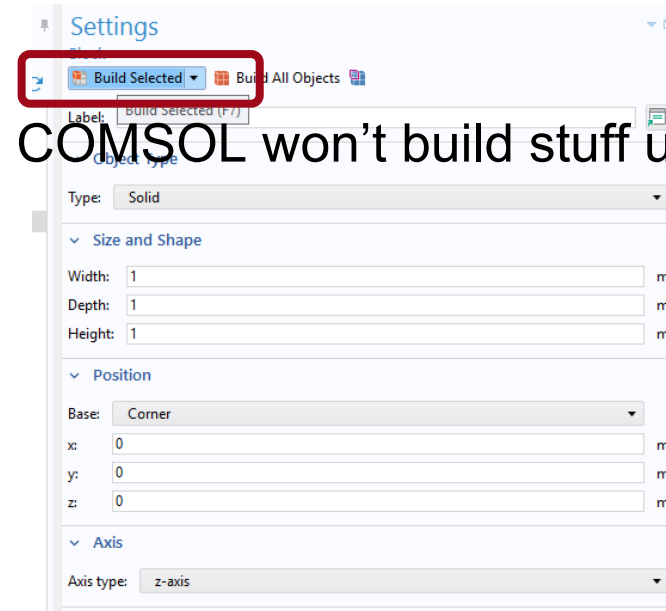 Settings
Block
Build Selected Build All Objects
Build Selected (F7)
Label:
COMSOL won't build stuff u
Object Type
Type: Solid
Size and Shape
Width: 1 m
Depth: 1 m
Height: 1 m
Position
Base: Corner
x: 0 m
y: 0 m
z: 0 m
Axis
Axis type: z-axis